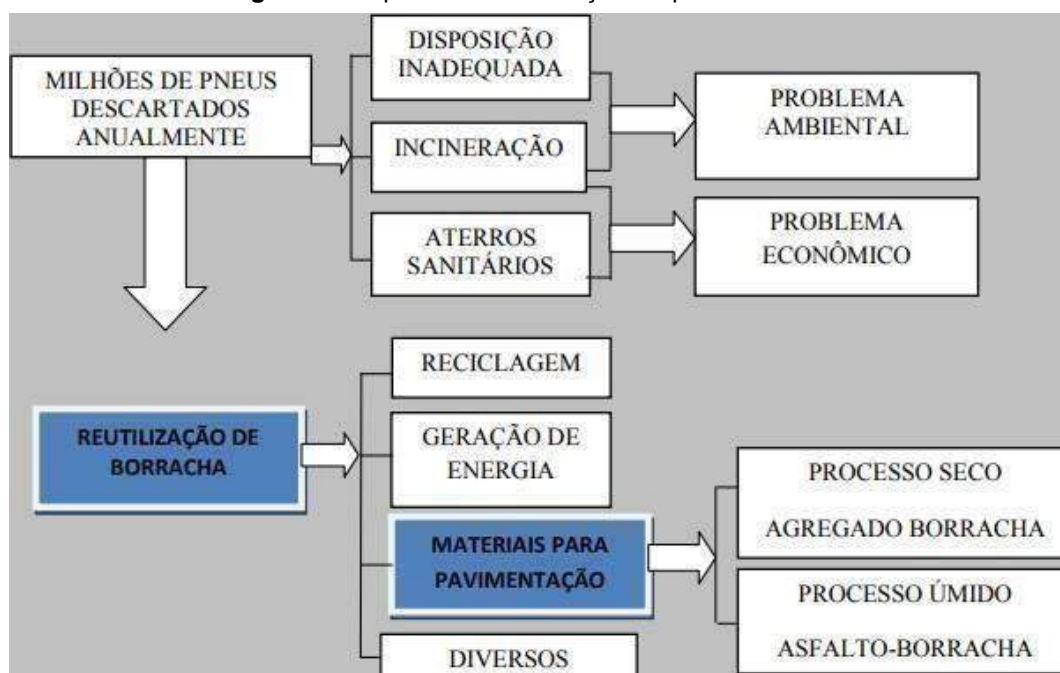 MILHÕES DE PNEUS
DESCARTADOS
ANUALMENTE
DISPOSIÇÃO
INADEQUADA
INCINERAÇÃO
ATERROS
SANITÁRIOS
PROBLEMA
AMBIENTAL
PROBLEMA
ECONÔMICO
REUTILIZAÇÃO DE
BORRACHA
RECICLAGEM
GERAÇÃO DE
ENERGIA
MATERIAIS PARA
PAVIMENTAÇÃO
DIVERSOS
PROCESSO SECO
AGREGADO BORRACHA
PROCESSO ÚMIDO
ASFALTO-BORRACHA